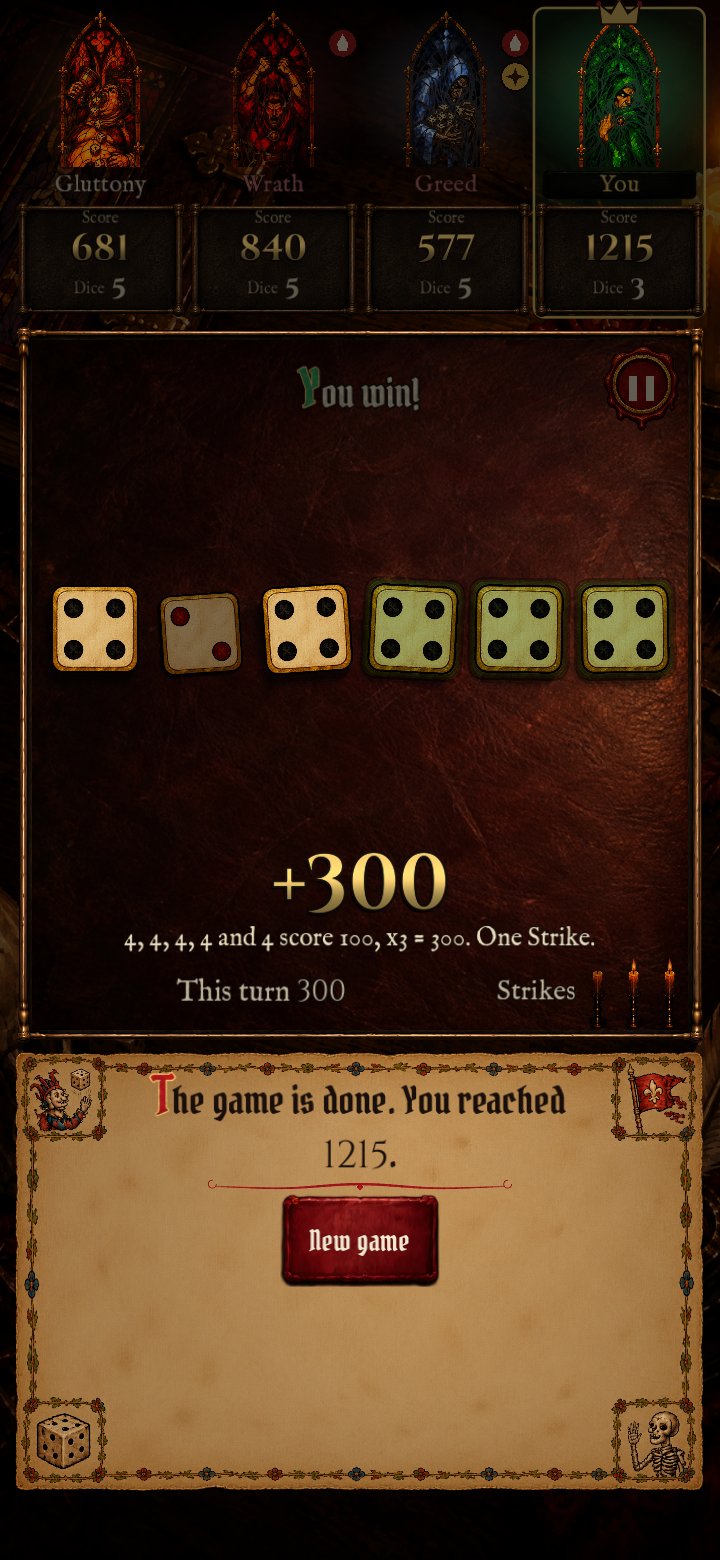 Gluttony
Wrath
Greed
You
Score
681
Dice 5
Score
840
Dice 5
Score
577
Dice 5
Score
1215
Dice 3
You win!
+300
4, 4, 4, 4 and 4 score 100, x3 = 300. One Strike.
This turn 300
Strikes
The game is done. You reached
1215.
New game